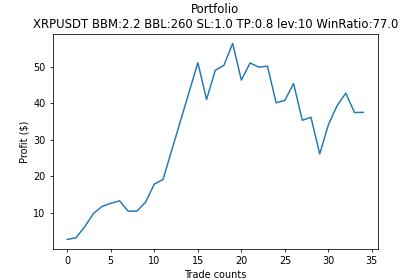 Portfolio
XRPUSDT BBM:2.2 BBL:260 SL:1.0 TP:0.8 lev:10 WinRatio:77.0
50
40
30
20
10
Profit ($)
0 5 10 15 20 25 30 35
Trade counts